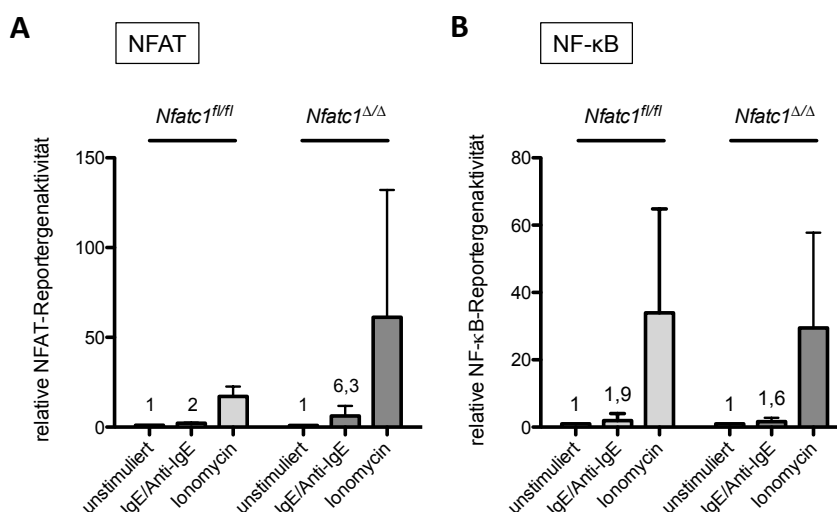 A
NFAT
Nfatc1fl/fl
Nfatc1Δ/Δ
relative NFAT-Reportergenaktivität
150
100
50
0
1
2
1
6,3
unstimuliert
IgE/Anti-IgE
Ionomycin
unstimuliert
IgE/Anti-IgE
Ionomycin
B
NF-κB
Nfatc1fl/fl
Nfatc1Δ/Δ
relative NF-κB-Reportergenaktivität
80
60
40
20
0
1
1,9
1
1,6
unstimuliert
IgE/Anti-IgE
Ionomycin
unstimuliert
IgE/Anti-IgE
Ionomycin